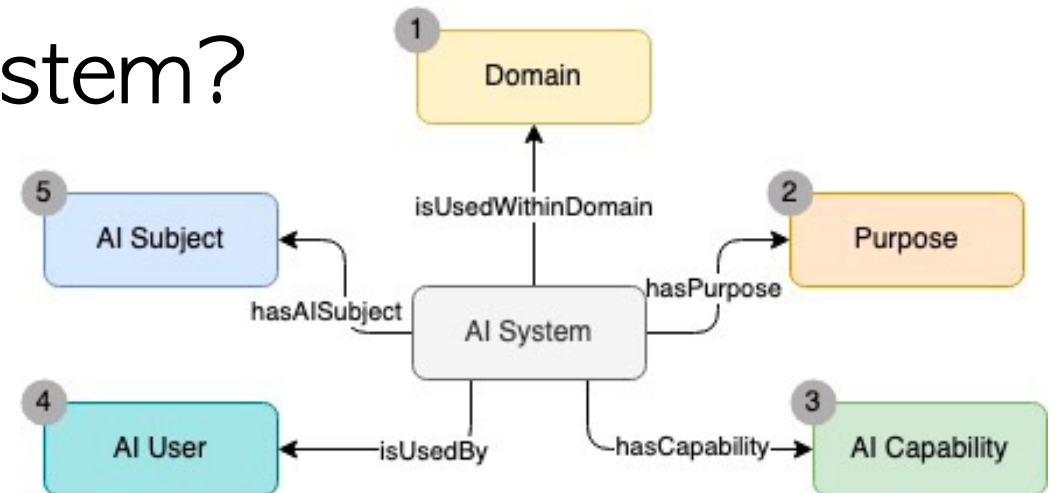 stem?
1
Domain
isUsedWithinDomain
5
AI Subject
2
Purpose
hasAISubject
hasPurpose
AI System
4
AI User
isUsedBy
3
AI Capability
hasCapability